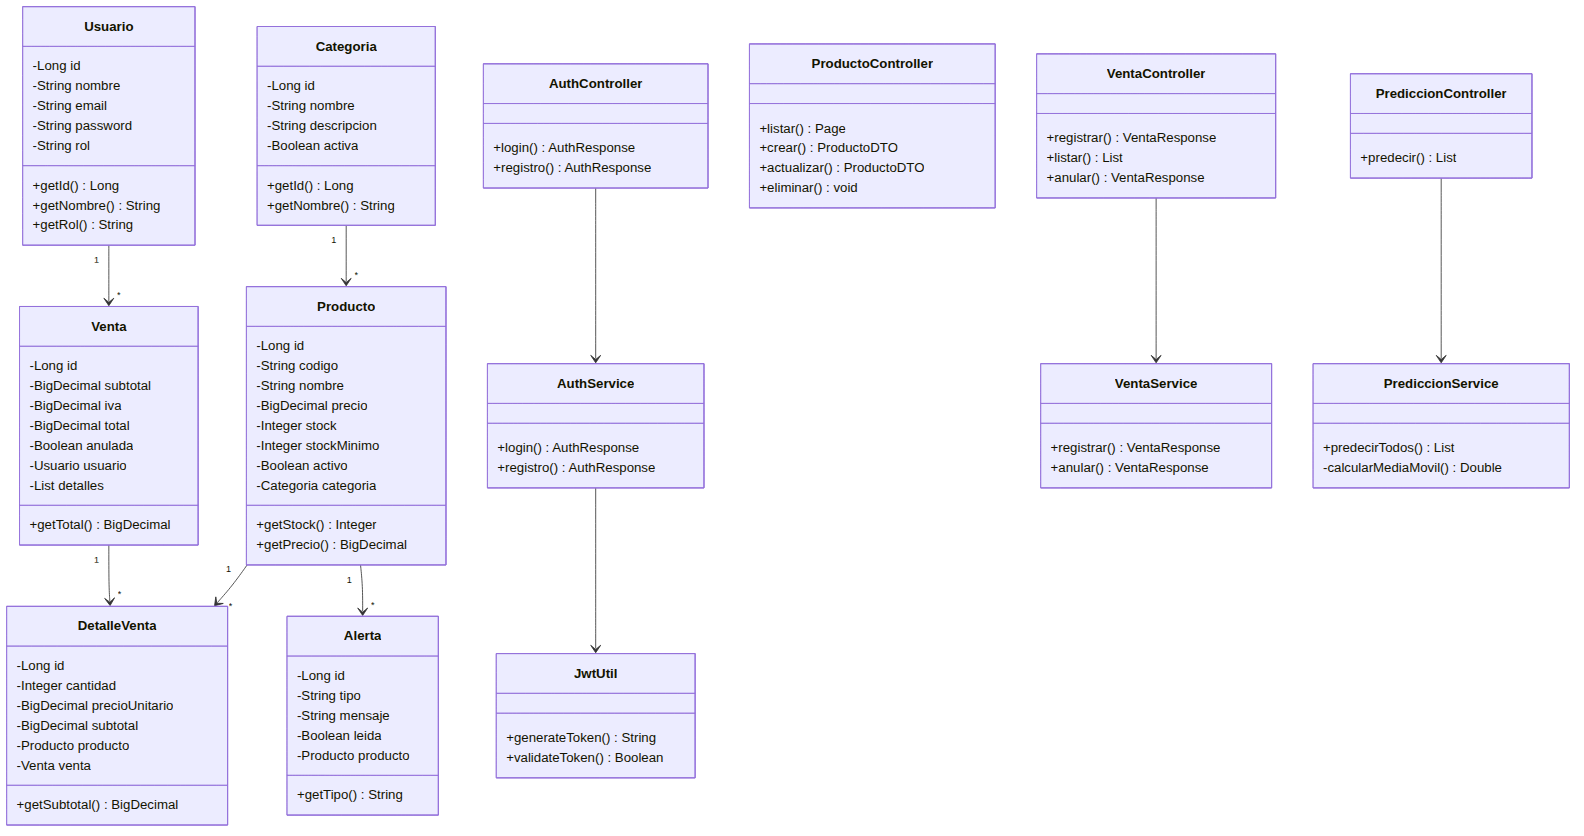 Usuario
-Long id
-String nombre
-String email
-String password
-String rol
+getId() : Long
+getNombre() : String
+getRol() : String
1
*
Categoria
-Long id
-String nombre
-String descripcion
-Boolean activa
+getId() : Long
+getNombre() : String
1
*
AuthController
+login() : AuthResponse
+registro() : AuthResponse
ProductoController
+listar() : Page
+crear() : ProductoDTO
+actualizar() : ProductoDTO
+eliminar() : void
VentaController
+registrar() : VentaResponse
+listar() : List
+anular() : VentaResponse
PrediccionController
+predecir() : List
Venta
-Long id
-BigDecimal subtotal
-BigDecimal iva
-BigDecimal total
-Boolean anulada
-Usuario usuario
-List detalles
+getTotal() : BigDecimal
1
*
Producto
-Long id
-String codigo
-String nombre
-BigDecimal precio
-Integer stock
-Integer stockMinimo
-Boolean activo
-Categoria categoria
+getStock() : Integer
+getPrecio() : BigDecimal
1
*
1
*
AuthService
+login() : AuthResponse
+registro() : AuthResponse
VentaService
+registrar() : VentaResponse
+anular() : VentaResponse
PrediccionService
+predecirTodos() : List
-calcularMediaMovil() : Double
DetalleVenta
-Long id
-Integer cantidad
-BigDecimal precioUnitario
-BigDecimal subtotal
-Producto producto
-Venta venta
+getSubtotal() : BigDecimal
Alerta
-Long id
-String tipo
-String mensaje
-Boolean leida
-Producto producto
+getTipo() : String
JwtUtil
+generateToken() : String
+validateToken() : Boolean